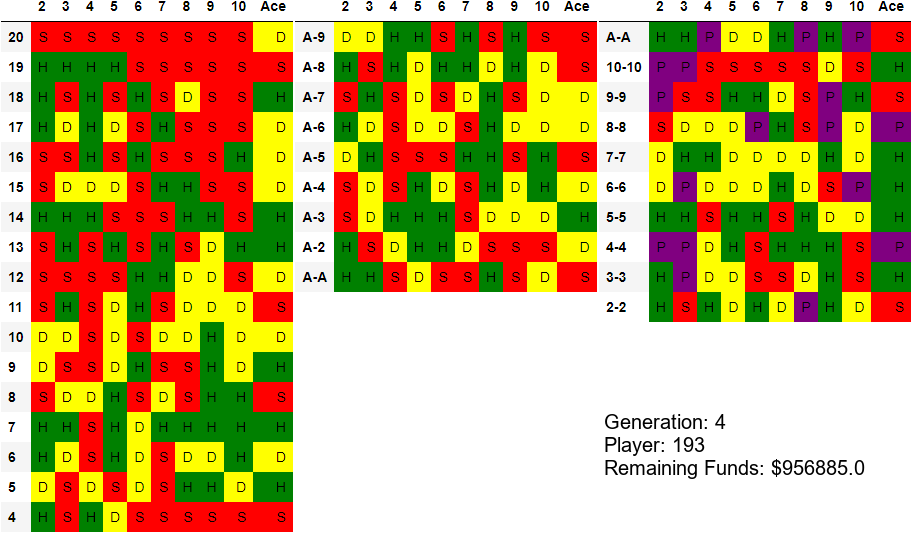 2 3 4 5 6 7 8 9 10 Ace
20 S S S S S S S S S D
19 H H H H S S S S S S
18 H S H S H S D S S H
17 H D H D S H S S S D
16 S S H S H S S S H D
15 S D D D S H H S S D
14 H H H S S S H H S H
13 S H S H S H S D H H
12 S S S S H H D D S D
11 S H S D H S D D D S
10 D D S D S D D H D D
9 D S S D H S S H D H
8 S D D H S D S H H S
7 H H S H D H H H H H
6 H D S H D S D D H D
5 D S D S D S H H D H
4 H S H D S S S S S S
2 3 4 5 6 7 8 9 10 Ace
A-9 D D H H S H S H S S
A-8 H S H D H H D H D S
A-7 S H S D S D H S D D
A-6 H D S D D S H D D D
A-5 D H S S S H H S H S
A-4 S D S H D S H D H D
A-3 S D H H H S D D D H
A-2 H S D H H D S S S D
A-A H H S D S S H S D S
2 3 4 5 6 7 8 9 10 Ace
A-A H H P D D H P H P S
10-10 P P S S S S S D S H
9-9 P S S H H D S P H S
8-8 S D D D P H S P D P
7-7 D H H D D D D H D H
6-6 D P D D D H D S P H
5-5 H H S H H S H D D H
4-4 P P D H S H H H S P
3-3 H P D D S S D H S H
2-2 H S H D H D P H D S
Generation: 4
Player: 193
Remaining Funds: $956885.0